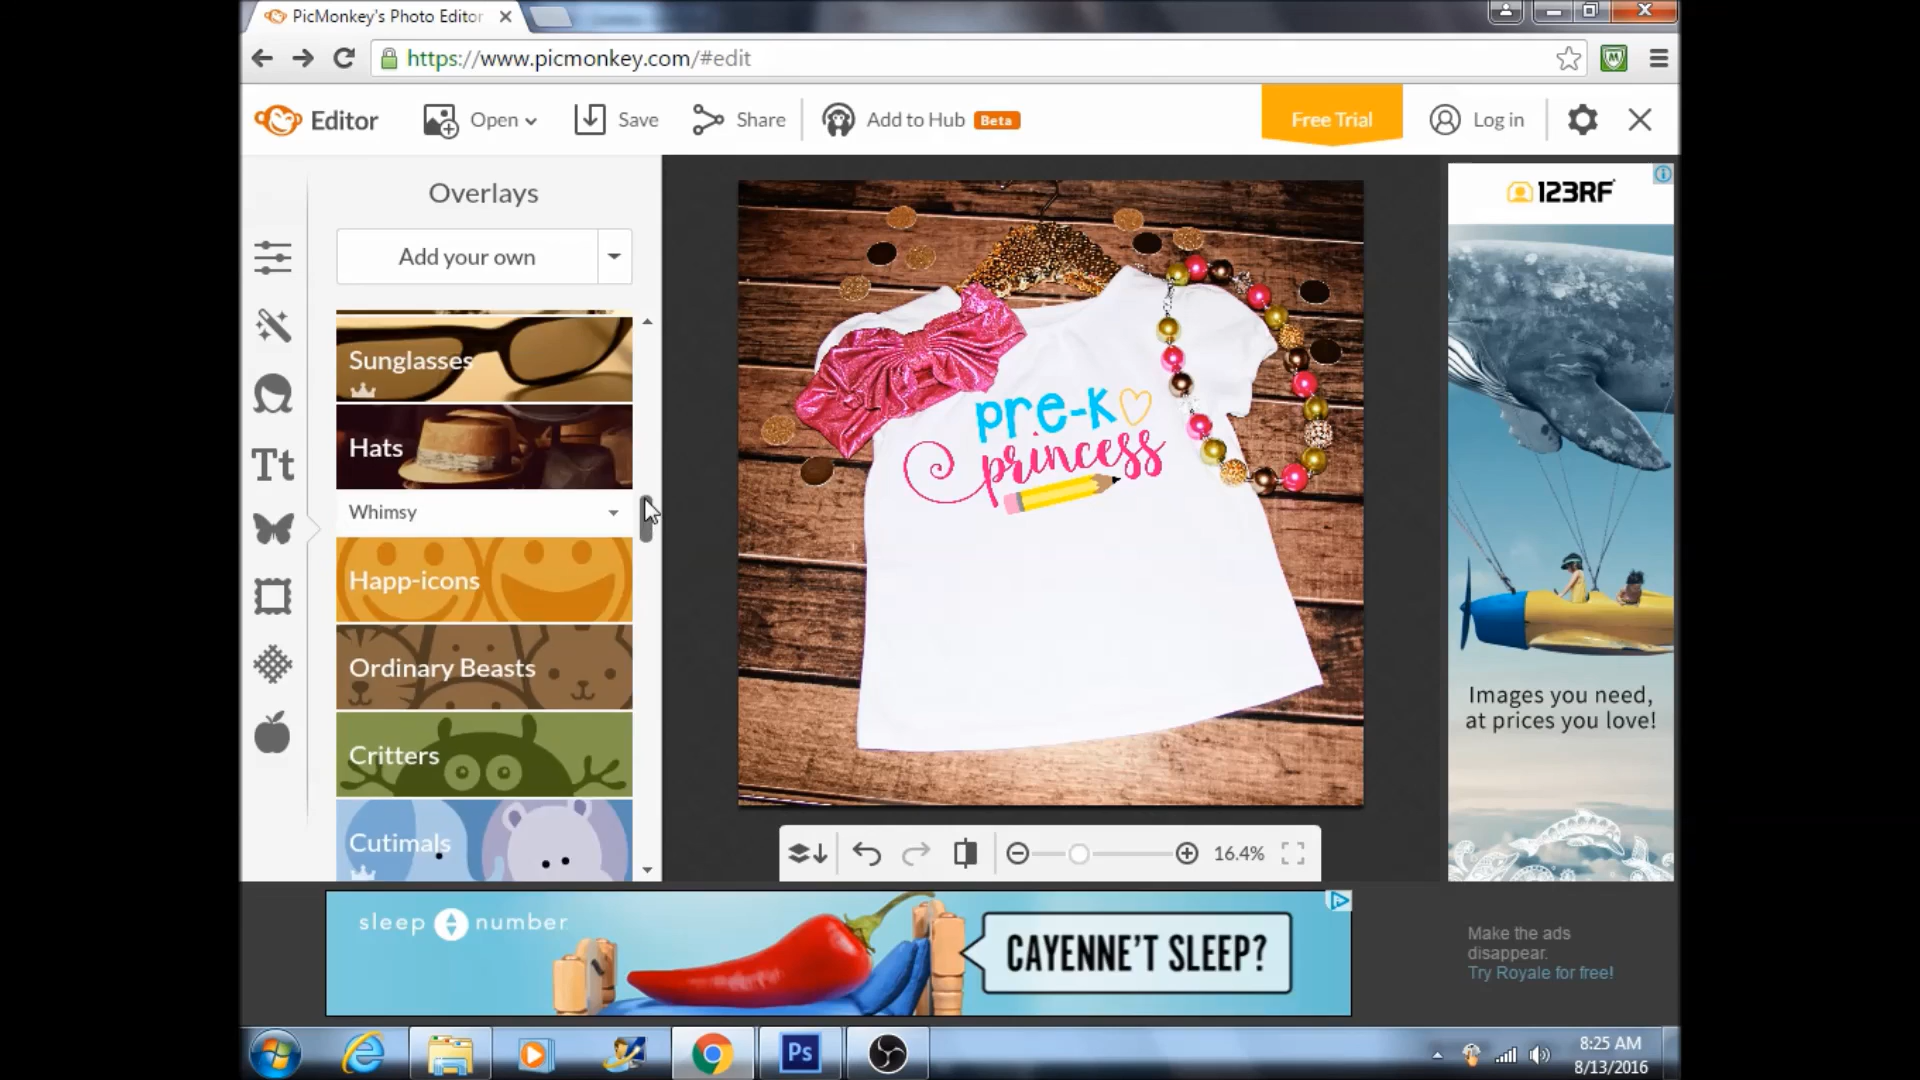 PicMonkey's Photo Editor
https://www.picmonkey.com/#edit
Editor
Open
Save
Share
Add to Hub
Beta
Free Trial
Log in
Overlays
Add your own
Sunglasses
Hats
Whimsy
Happ-icons
Ordinary Beasts
Critters
Cutimals
pre-k
princess
16.4%
123RF
Images you need,
at prices you love!
sleep number
CAYENNE'T SLEEP?
Make the ads
disappear.
Try Royale for free!
Ps
8:25 AM
8/13/2016